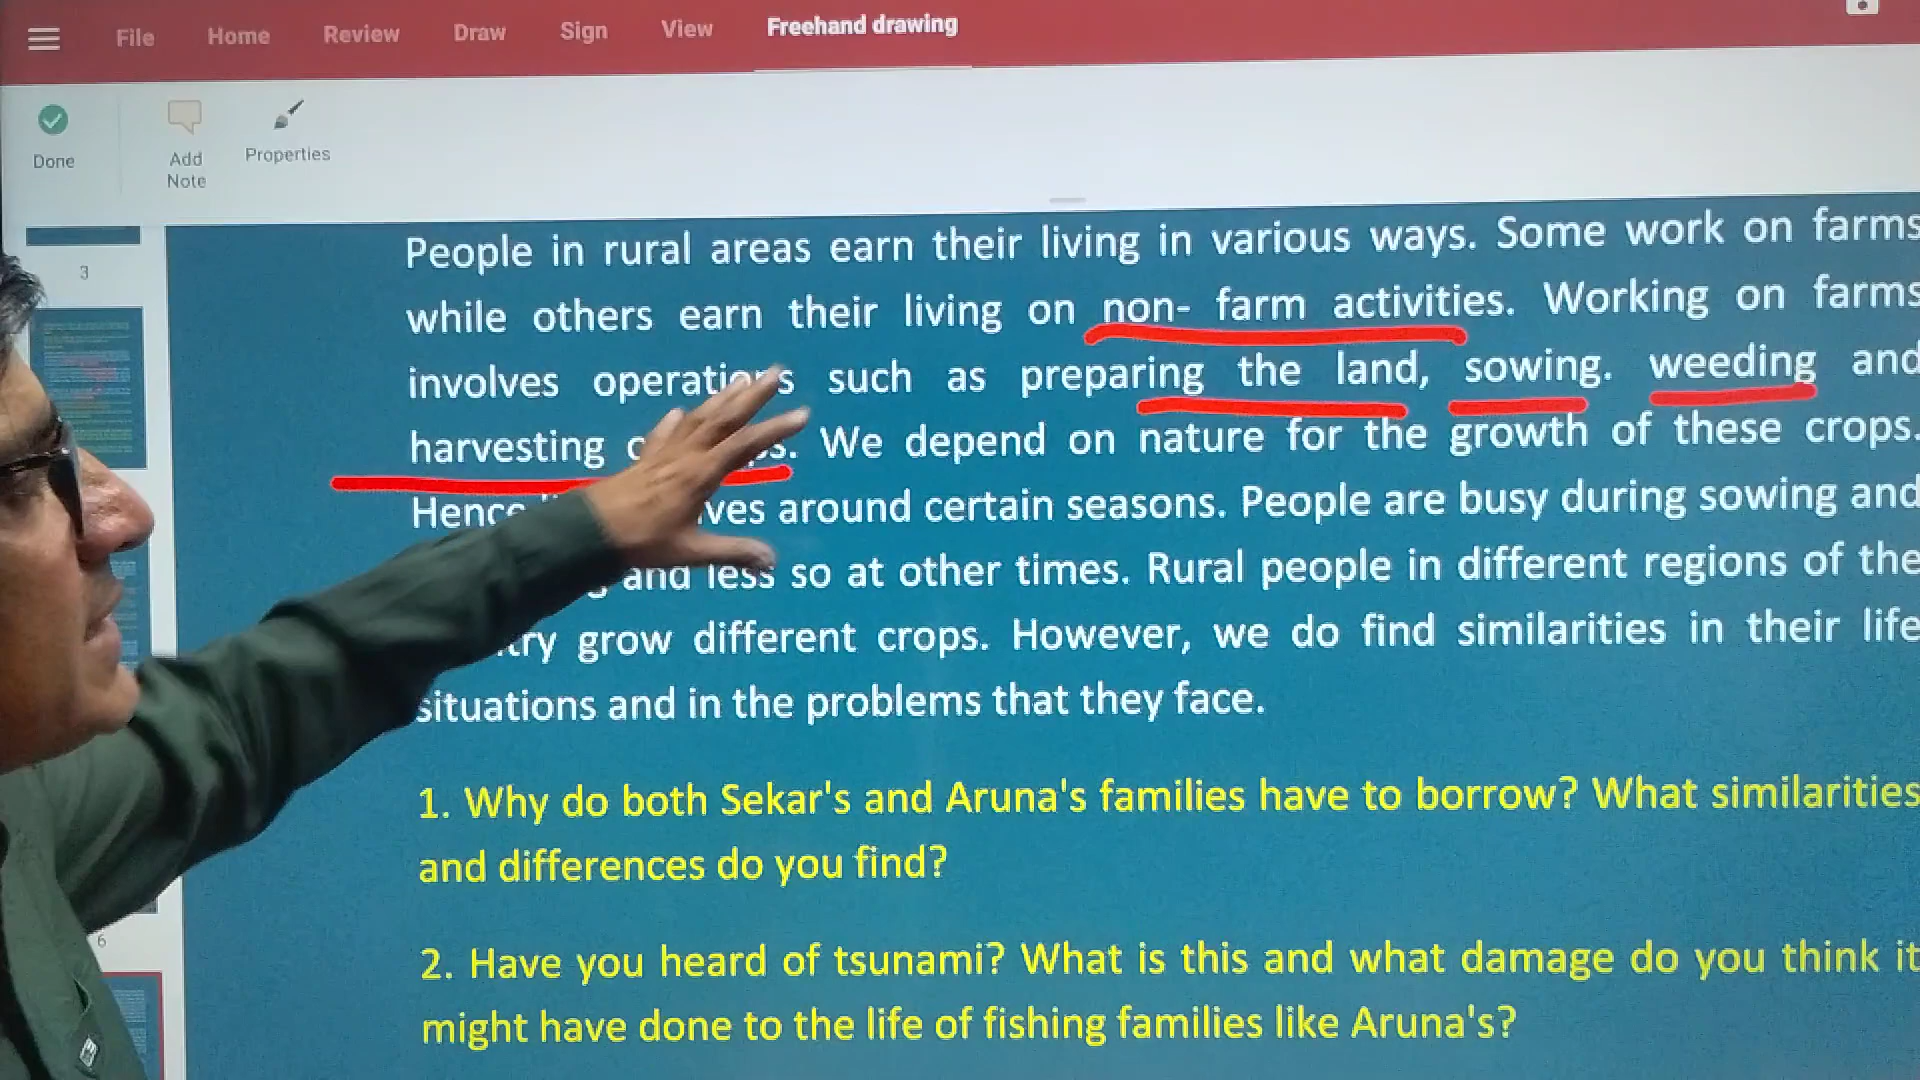 File Home Review Draw Sign View Freehand drawing
Done Add Note Properties
3
People in rural areas earn their living in various ways. Some work on farms
while others earn their living on non- farm activities. Working on farms
involves operations such as preparing the land, sowing. weeding and
harvesting We depend on nature for the growth of these crops.
Hence around certain seasons. People are busy during sowing and
and less so at other times. Rural people in different regions of the
grow different crops. However, we do find similarities in their life
situations and in the problems that they face.
1. Why do both Sekar's and Aruna's families have to borrow? What similarities
and differences do you find?
6
2. Have you heard of tsunami? What is this and what damage do you think it
might have done to the life of fishing families like Aruna's?